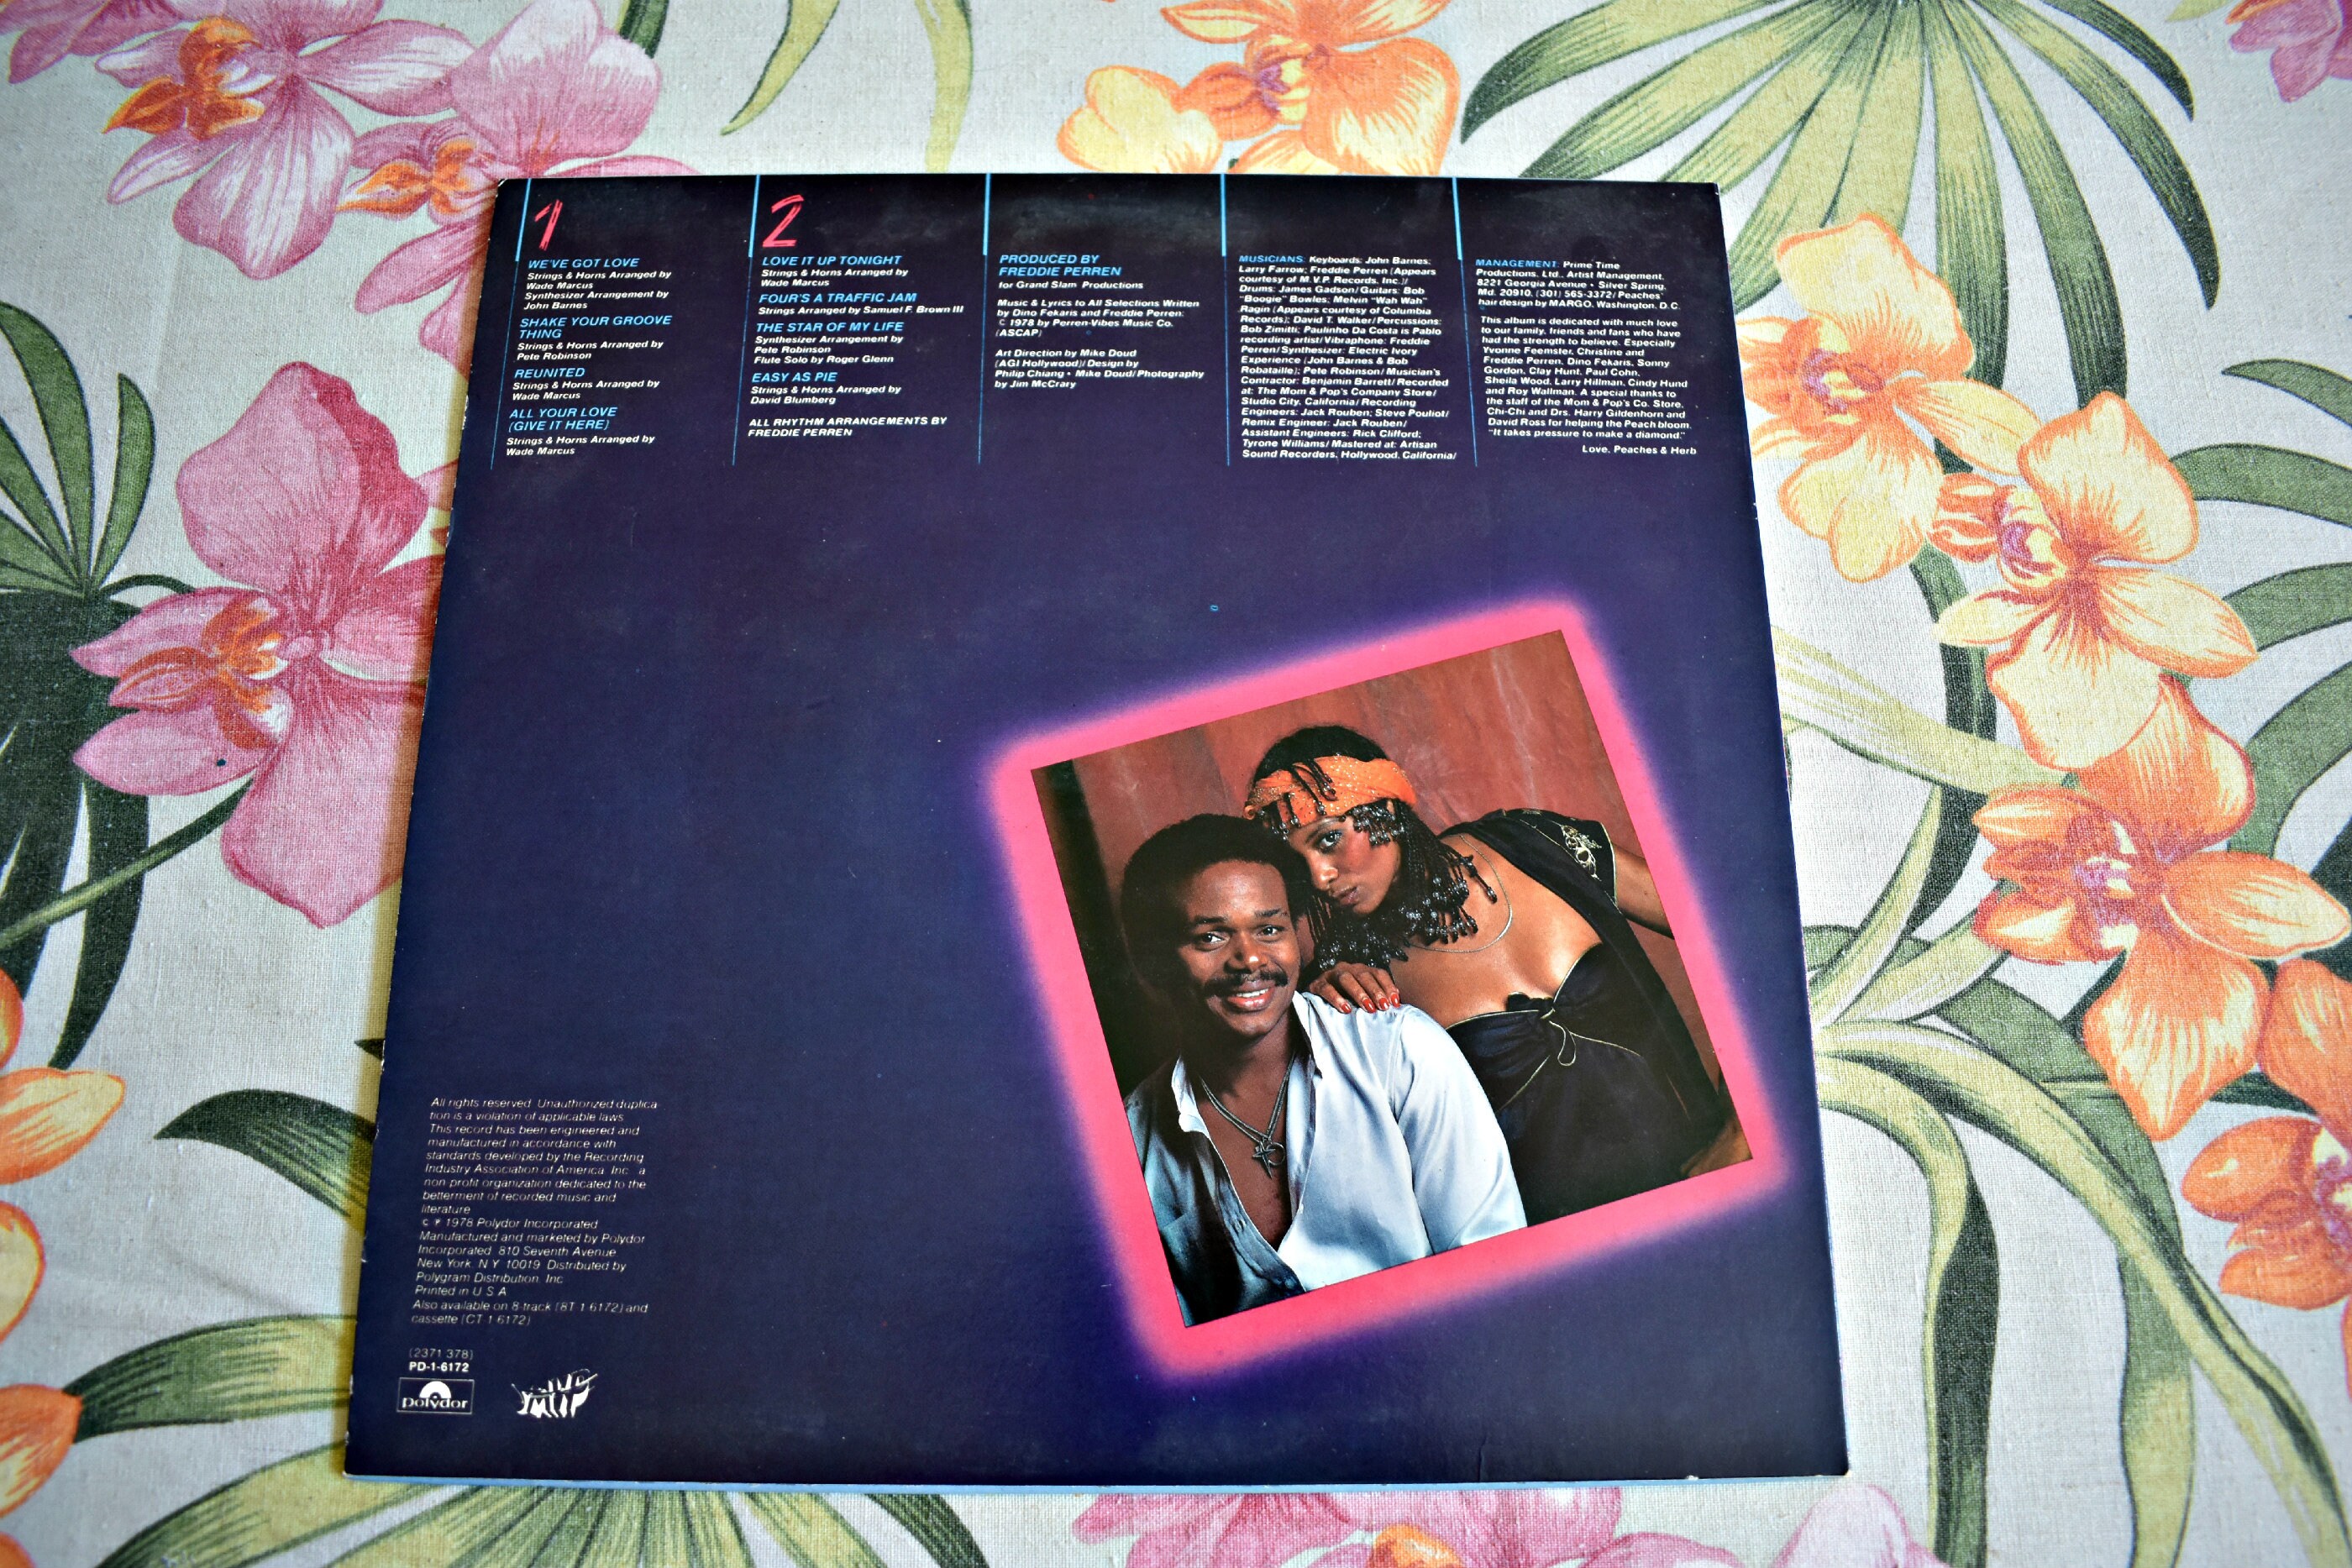 1
WE'VE GOT LOVE
Strings & Horns Arranged by
Wade Marcus
Synthesizer Arrangement by
John Barnes
SHAKE YOUR GROOVE
THING
Strings & Horns Arranged by
Pete Robinson
REUNITED
Strings & Horns Arranged by
Wade Marcus
ALL YOUR LOVE
(GIVE IT HERE)
Strings & Horns Arranged by
Wade Marcus
2
LOVE IT UP TONIGHT
Strings & Horns Arranged by
Wade Marcus
FOUR'S A TRAFFIC JAM
Strings Arranged by Samuel F. Brown III
THE STAR OF MY LIFE
Synthesizer Arrangement by
Pete Robinson
Flute Solo by Roger Glenn
EASY AS PIE
Strings & Horns Arranged by
David Blumberg
ALL RHYTHM ARRANGEMENTS BY
FREDDIE PERREN
PRODUCED BY
FREDDIE PERREN
for Grand Slam Productions
Music & Lyrics to All Selections Written
by Dino Fekaris and Freddie Perren:
© 1978 by Perren-Vibes Music Co.
(ASCAP)
Art Direction by Mike Doud
(AGI Hollywood)/Design by
Philip Chiang • Mike Doud/Photography
by Jim McCrary
MUSICIANS: Keyboards: John Barnes;
Larry Farrow; Freddie Perren (Appears
courtesy of M.V.P. Records, Inc.)/
Drums: James Gadson/Guitars: Bob
"Boogie" Bowles; Melvin "Wah Wah"
Ragin (Appears courtesy of Columbia
Records); David T. Walker/Percussions:
Bob Zimitti; Paulinho Da Costa is Pablo
recording artist/Vibraphone: Freddie
Perren/Synthesizer: Electric Ivory
Experience (John Barnes & Bob
Robataille); Pete Robinson/Musician's
Contractor: Benjamin Barrett/Recorded
at: The Mom & Pop's Company Store/
Studio City, California/Recording
Engineers: Jack Rouben; Steve Pouliot/
Remix Engineer: Jack Rouben/
Assistant Engineers: Rick Clifford;
Tyrone Williams/Mastered at: Artisan
Sound Recorders, Hollywood, California/
MANAGEMENT: Prime Time
Productions, Ltd., Artist Management,
8221 Georgia Avenue • Silver Spring,
Md. 20910, (301) 565-3372/Peaches'
hair design by MARGO, Washington, D.C.
This album is dedicated with much love
to our family, friends and fans who have
had the strength to believe. Especially
Yvonne Feemster, Christine and
Freddie Perren, Dino Fekaris, Sonny
Gordon, Clay Hunt, Paul Cohn,
Sheila Wood, Larry Hillman, Cindy Hund
and Roy Wallman. A special thanks to
the staff of the Mom & Pop's Co. Store,
Chi-Chi and Drs. Harry Gildenhorn and
David Ross for helping the Peach bloom.
"It takes pressure to make a diamond."
Love, Peaches & Herb
All rights reserved. Unauthorized duplica-
tion is a violation of applicable laws.
This record has been engineered and
manufactured in accordance with
standards developed by the Recording
Industry Association of America, Inc., a
non profit organization dedicated to the
betterment of recorded music and
literature
© ℗ 1978 Polydor Incorporated
Manufactured and marketed by Polydor
Incorporated, 810 Seventh Avenue,
New York, N.Y. 10019. Distributed by
Polygram Distribution, Inc.
Printed in U.S.A.
Also available on 8-track (8T-1-6172) and
cassette (CT-1-6172)
(2371 378)
PD-1-6172
polydor